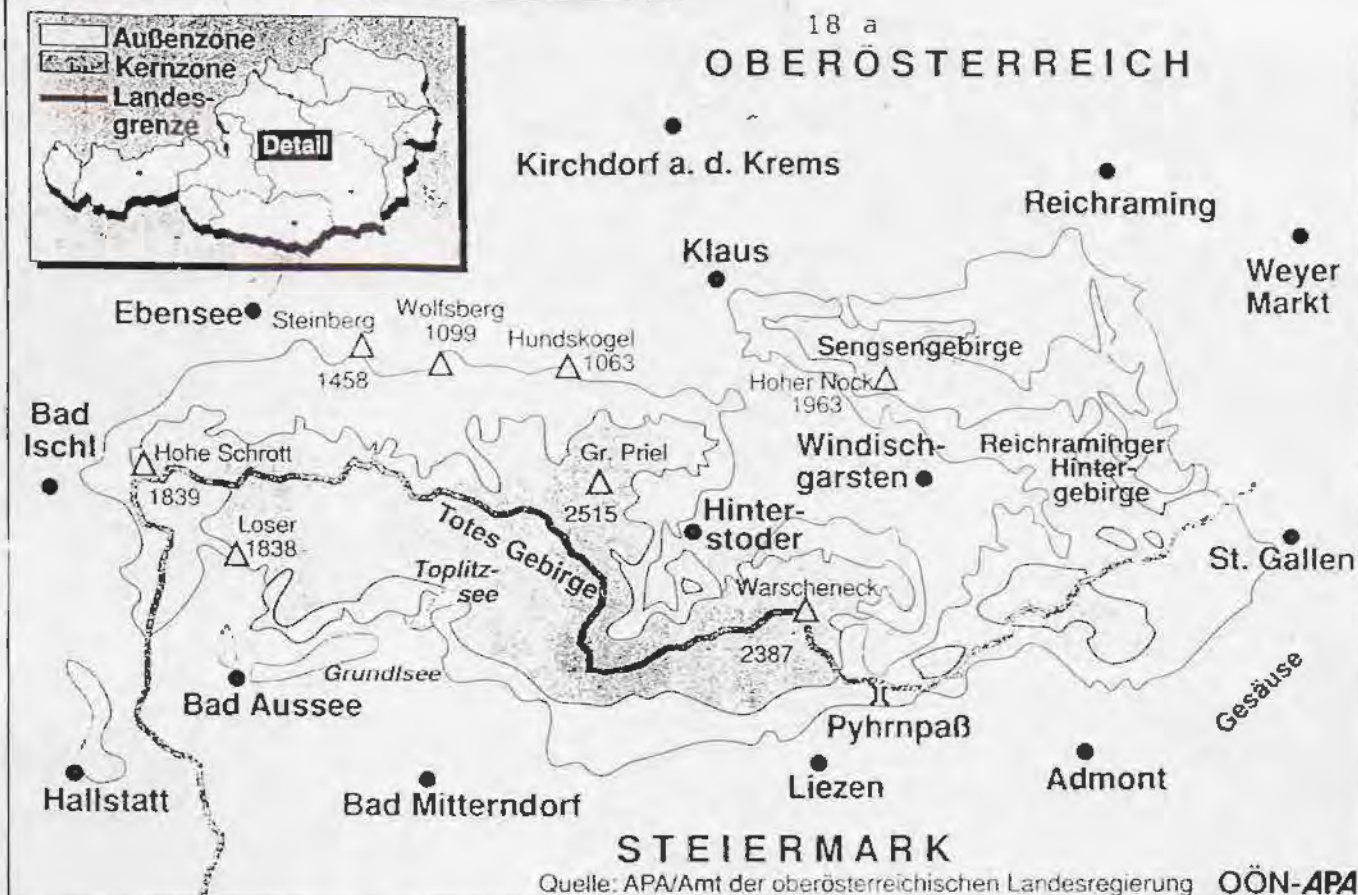 18 a
OBERÖSTERREICH
Außenzone
Kernzone
Landes-
grenze
Detail
Kirchdorf a. d. Krems
Reichraming
Weyer
Markt
Klaus
Ebensee
Steinberg
1458
Wolfsberg
1099
Hundskogel
1063
Sengsengebirge
Hoher Nock
1963
Bad
Ischl
Hohe Schrott
1839
Gr. Priel
2515
Windisch-
garsten
Reichraminger
Hinter-
gebirge
Loser
1838
Totes Gebirge
Toplitz-
see
Hinter-
stoder
St. Gallen
Warscheneck
2387
Grundlsee
Bad Aussee
Pyhrnpaß
Gesäuse
Hallstatt
Bad Mitterndorf
Liezen
Admont
STEIERMARK
Quelle: APA/Amt der oberösterreichischen Landesregierung OÖN-APA